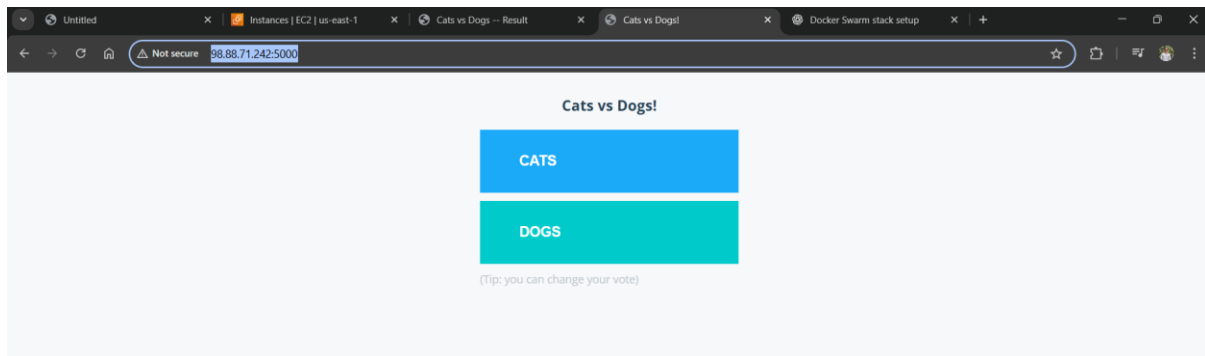 Untitled
Instances | EC2 | us-east-1
Cats vs Dogs -- Result
Cats vs Dogs!
Docker Swarm stack setup
Not secure
98.88.71.242:5000
Cats vs Dogs!
CATS
DOGS
(Tip: you can change your vote)